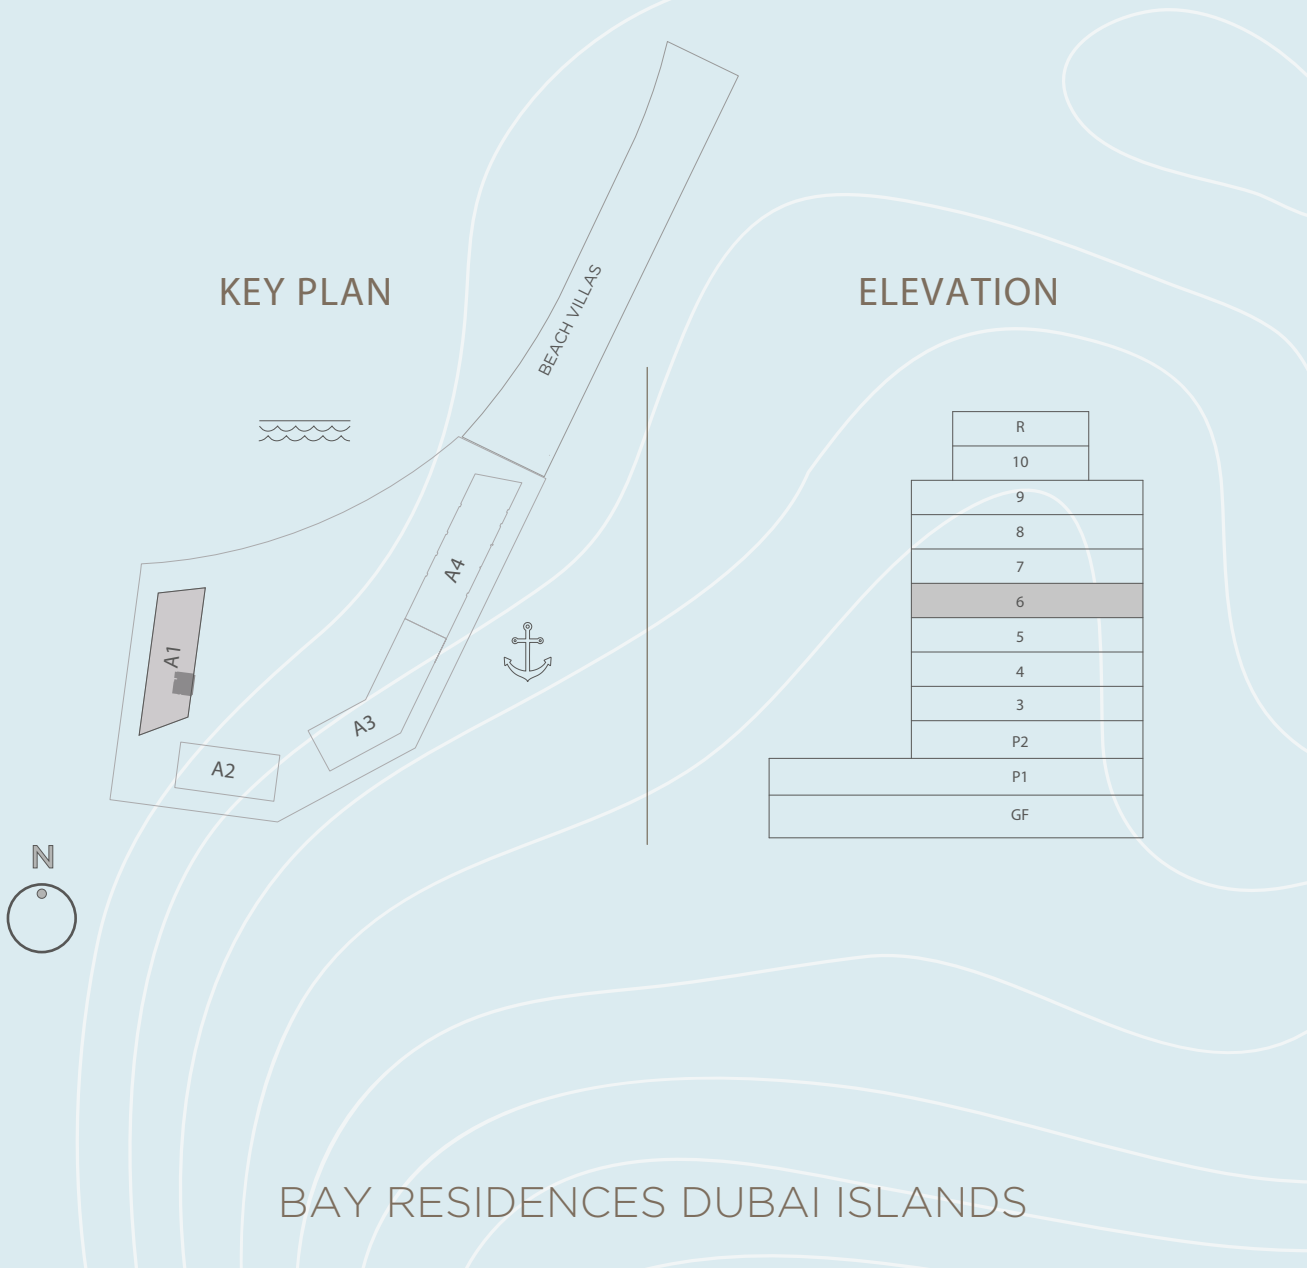 KEY PLAN
BEACH VILLAS
A4
A1
A3
A2
N
ELEVATION
R
10
9
8
7
6
5
4
3
P2
P1
GF
BAY RESIDENCES DUBAI ISLANDS